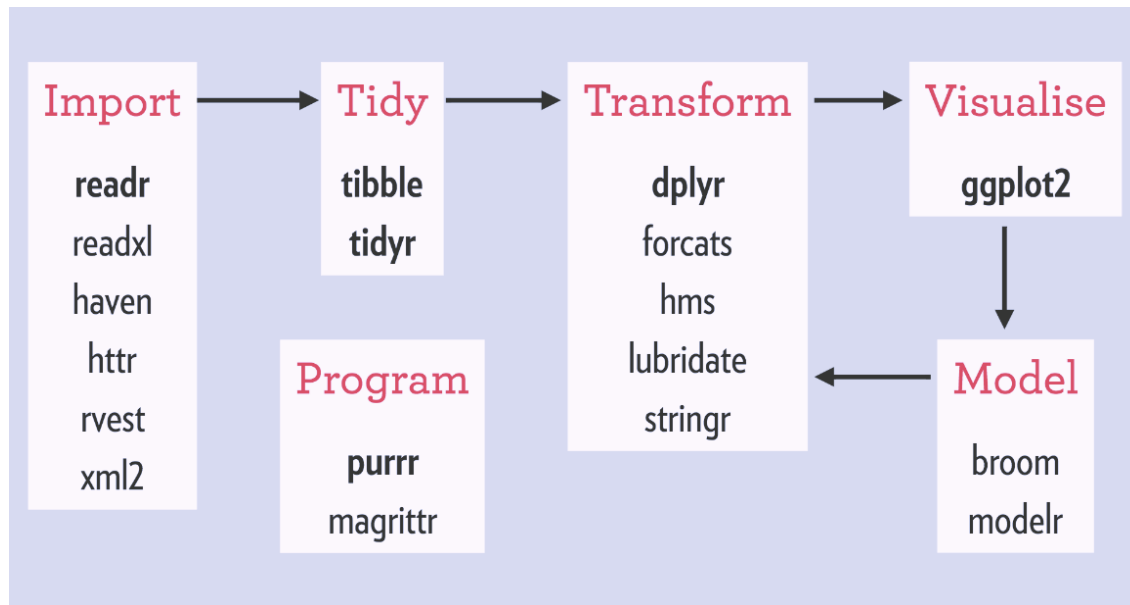 Import
readr
readxl
haven
httr
rvest
xml2
Tidy
tibble
tidyr
Program
purrr
magrittr
Transform
dplyr
forcats
hms
lubridate
stringr
Visualise
ggplot2
Model
broom
modelr